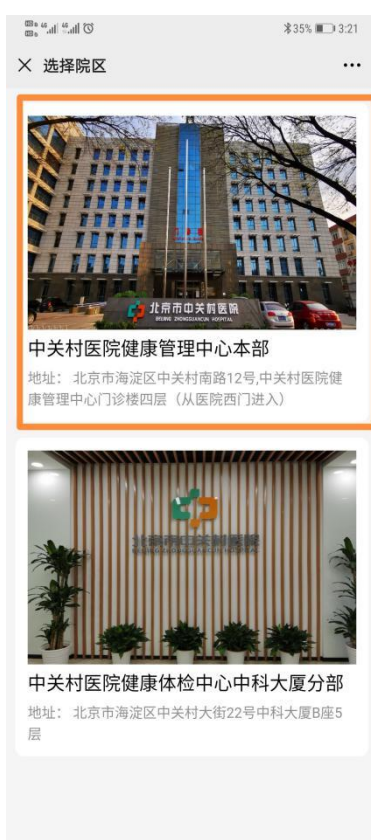 35% 3:21
× 选择院区
北京市中关村医院
BEIJING ZHONGGUANCUN HOSPITAL
中关村医院健康管理中心本部
地址： 北京市海淀区中关村南路12号,中关村医院健
康管理中心门诊楼四层（从医院西门进入）
北京市中关村医院
中关村医院健康体检中心中科大厦分部
地址： 北京市海淀区中关村大街22号中科大厦B座5
层